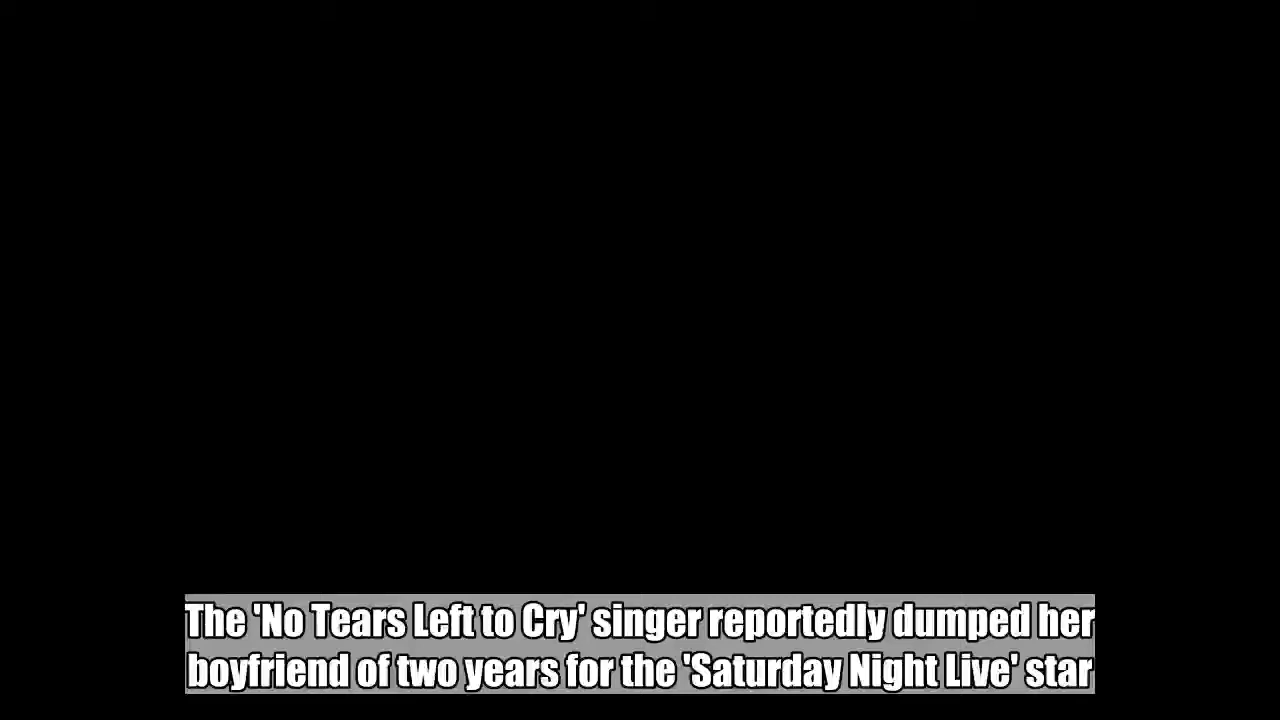 The 'No Tears Left to Cry' singer reportedly dumped her
boyfriend of two years for the 'Saturday Night Live' star